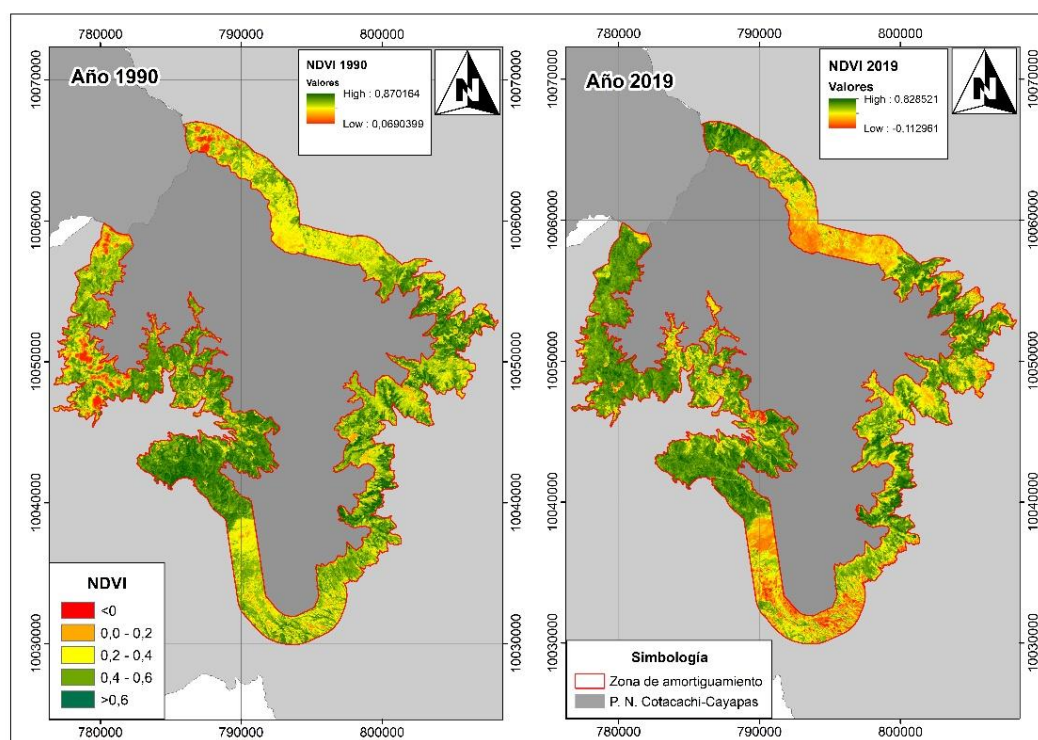 780000 790000 800000
Año 1990
NDVI 1990
Valores
High : 0,870164
Low : 0,0690399
N
10070000
10060000
10050000
10040000
10030000
10070000
10060000
10050000
10040000
10030000
NDVI
<0
0,0 - 0,2
0,2 - 0,4
0,4 - 0,6
>0,6
780000 790000 800000
780000 790000 800000
Año 2019
NDVI 2019
Valores
High : 0.828521
Low : -0.112961
N
10070000
10060000
10050000
10040000
10030000
Simbología
Zona de amortiguamiento
P. N. Cotacachi-Cayapas
780000 790000 800000